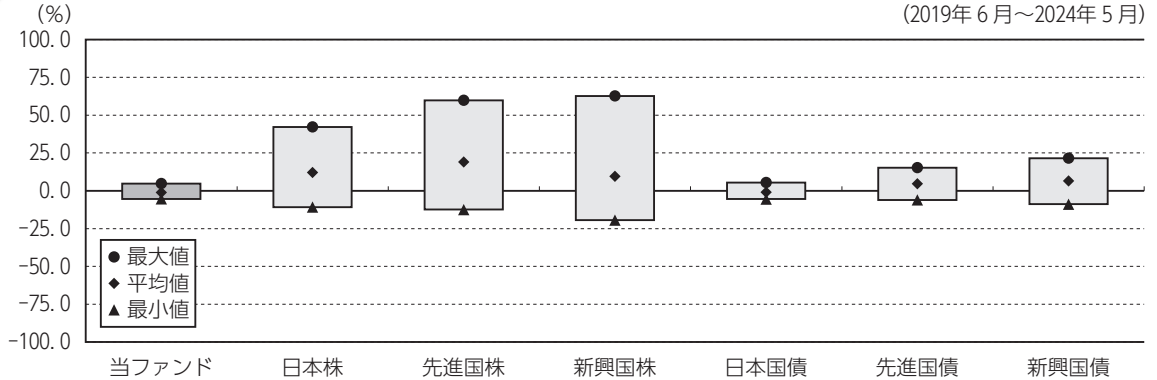 (%)
(2019年6月～2024年5月)
100.0
75.0
50.0
25.0
0.0
-25.0
-50.0
-75.0
-100.0
● 最大値
◆ 平均値
▲ 最小値
当ファンド 日本株 先進国株 新興国株 日本国債 先進国債 新興国債